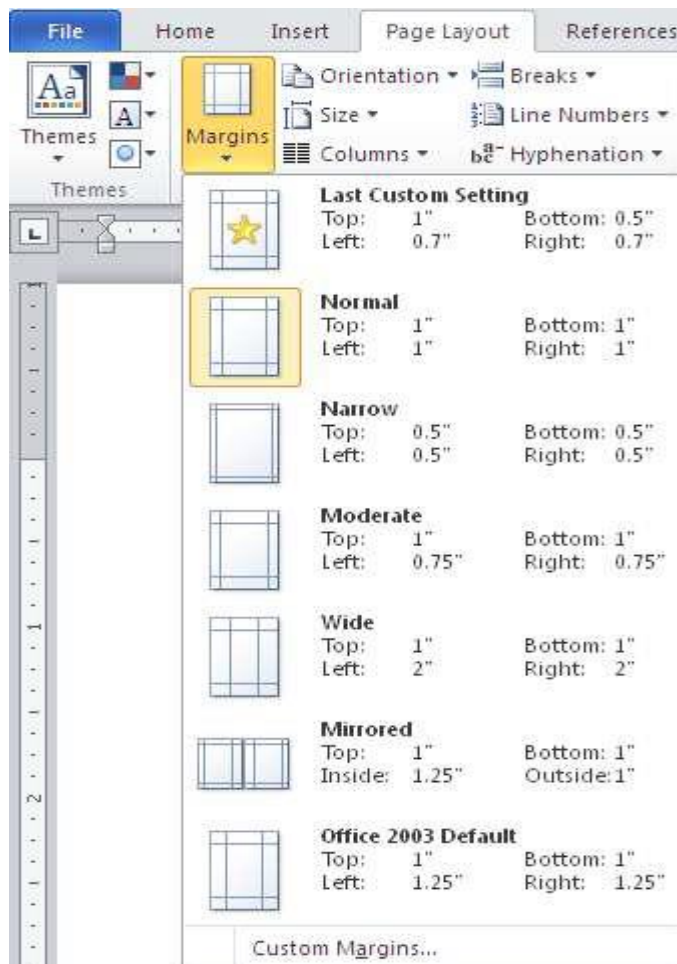 File Home Insert Page Layout References
Aa Orientation Breaks
A Size Line Numbers
Themes Margins Columns Hyphenation
Themes
Last Custom Setting
Top: 1" Bottom: 0.5"
Left: 0.7" Right: 0.7"
Normal
Top: 1" Bottom: 1"
Left: 1" Right: 1"
Narrow
Top: 0.5" Bottom: 0.5"
Left: 0.5" Right: 0.5"
Moderate
Top: 1" Bottom: 1"
Left: 0.75" Right: 0.75"
Wide
Top: 1" Bottom: 1"
Left: 2" Right: 2"
1
Mirrored
Top: 1" Bottom: 1"
Inside: 1.25" Outside: 1"
2
Office 2003 Default
Top: 1" Bottom: 1"
Left: 1.25" Right: 1.25"
Custom Margins...